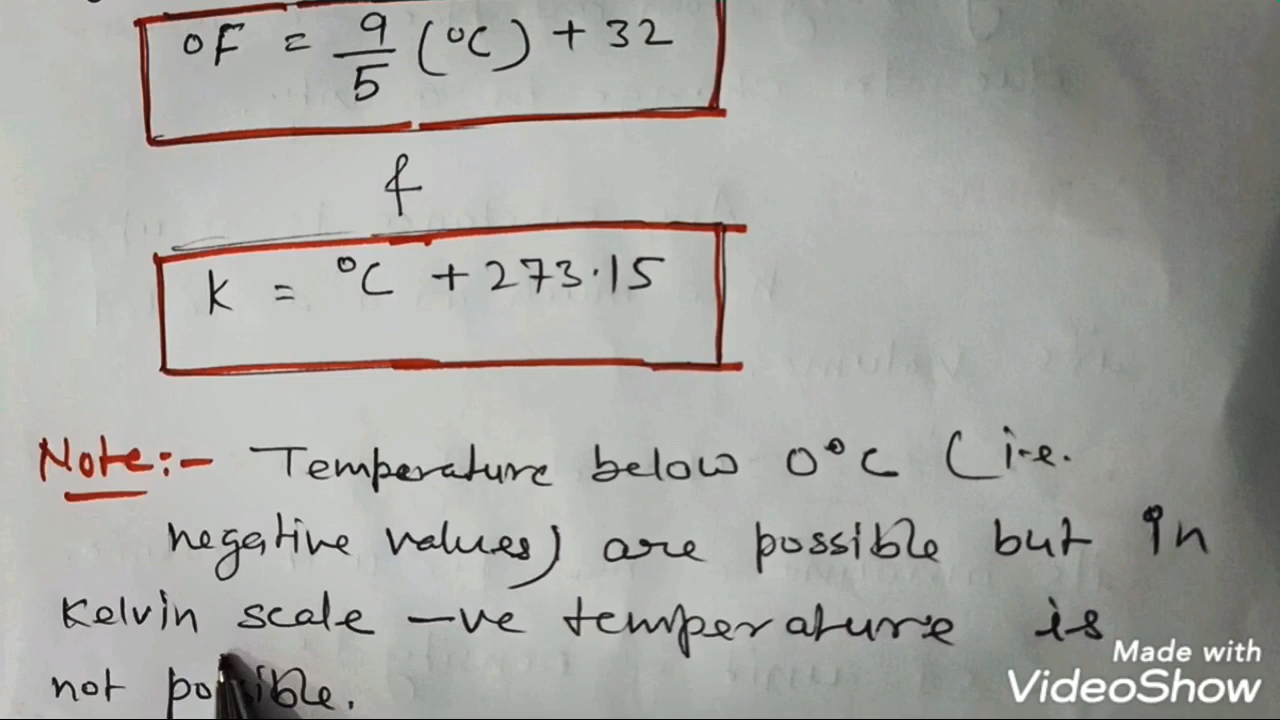 °F = 9/5 (°C) + 32
&
K = °C + 273.15
Note:- Temperature below 0°C (i.e.
negative values) are possible but in
Kelvin scale -ve temperature is
not possible.
Made with
VideoShow